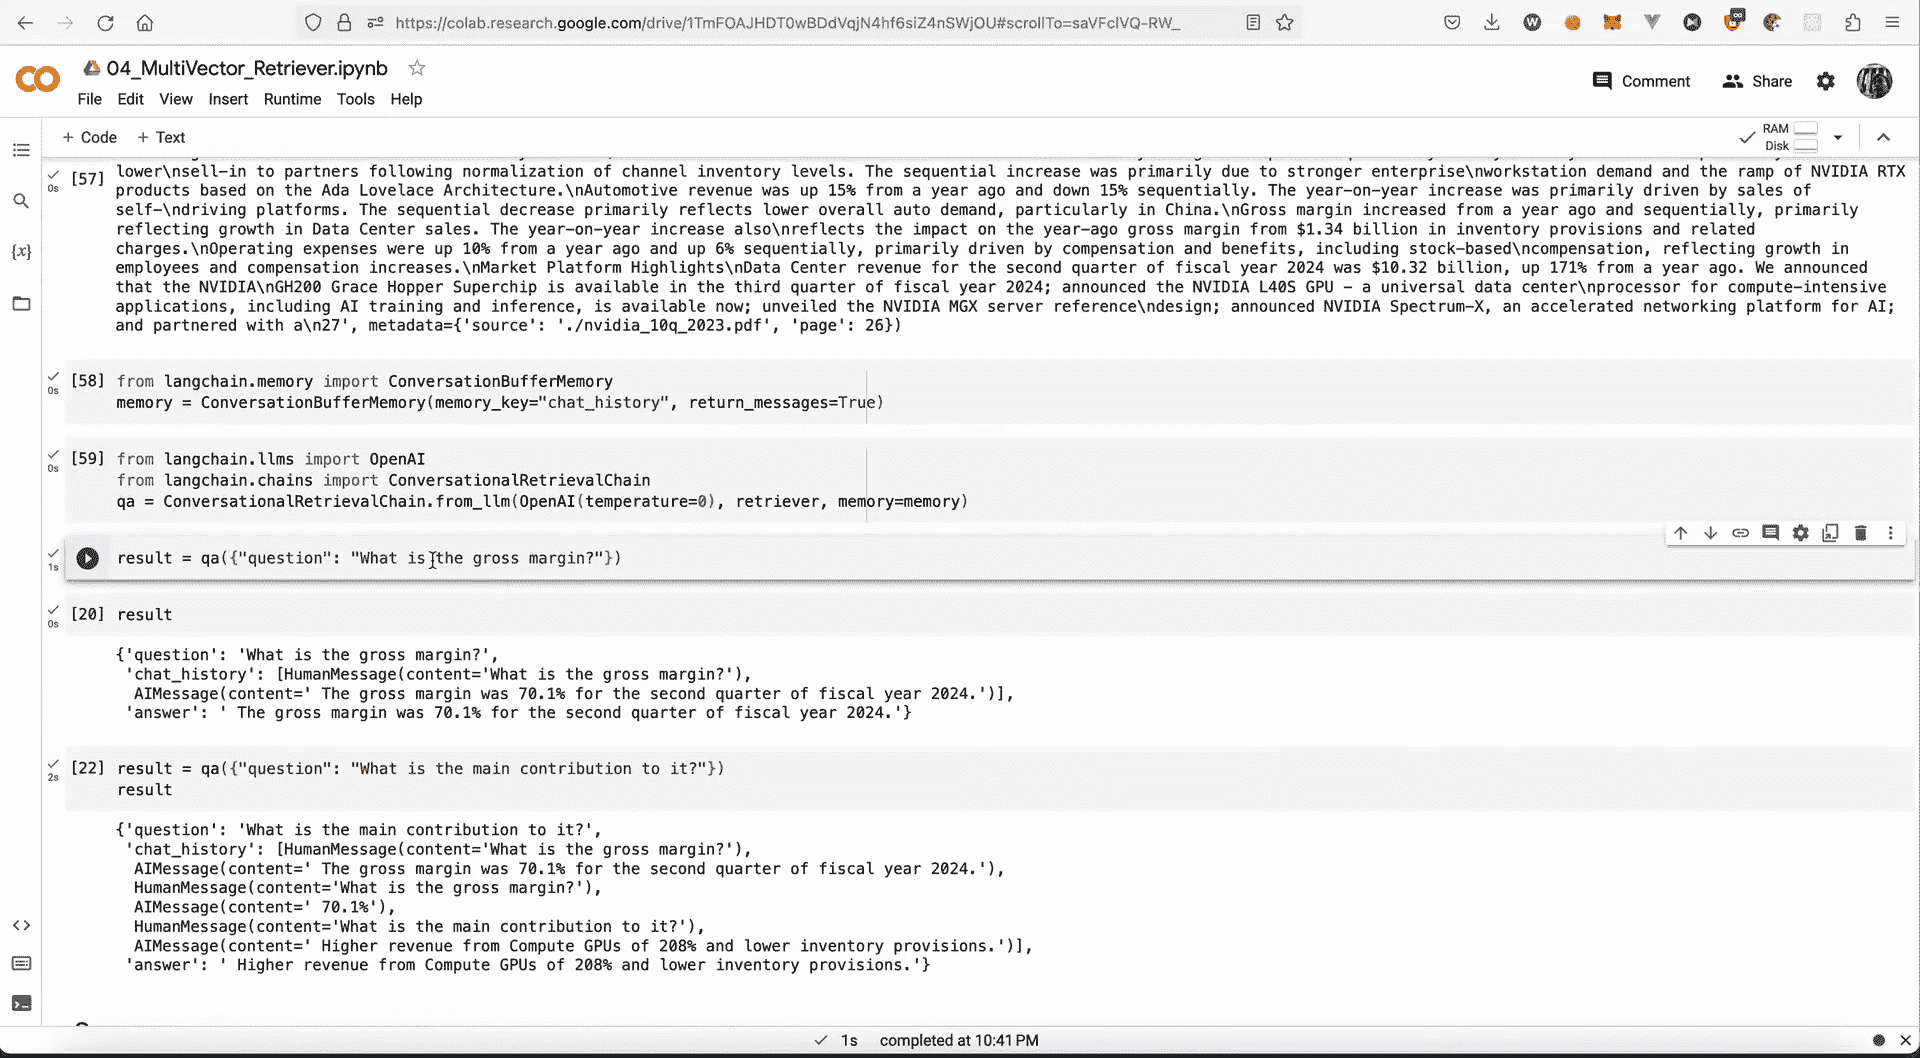 https://colab.research.google.com/drive/1TmFOAJHDT0wBDdVqjN4hf6siZ4nSWjOU#scrollTo=saVFclVQ-RW_
04_MultiVector_Retriever.ipynb
File Edit View Insert Runtime Tools Help
Comment Share
+ Code + Text
RAM
Disk
[57]
0s
lower\nsell-in to partners following normalization of channel inventory levels. The sequential increase was primarily due to stronger enterprise\nworkstation demand and the ramp of NVIDIA RTX
products based on the Ada Lovelace Architecture.\nAutomotive revenue was up 15% from a year ago and down 15% sequentially. The year-on-year increase was primarily driven by sales of
self-\ndriving platforms. The sequential decrease primarily reflects lower overall auto demand, particularly in China.\nGross margin increased from a year ago and sequentially, primarily
reflecting growth in Data Center sales. The year-on-year increase also\nreflects the impact on the year-ago gross margin from $1.34 billion in inventory provisions and related
charges.\nOperating expenses were up 10% from a year ago and up 6% sequentially, primarily driven by compensation and benefits, including stock-based\ncompensation, reflecting growth in
employees and compensation increases.\nMarket Platform Highlights\nData Center revenue for the second quarter of fiscal year 2024 was $10.32 billion, up 171% from a year ago. We announced
that the NVIDIA\nGH200 Grace Hopper Superchip is available in the third quarter of fiscal year 2024; announced the NVIDIA L40S GPU – a universal data center\nprocessor for compute-intensive
applications, including AI training and inference, is available now; unveiled the NVIDIA MGX server reference\ndesign; announced NVIDIA Spectrum-X, an accelerated networking platform for AI;
and partnered with a\n27', metadata={'source': './nvidia_10q_2023.pdf', 'page': 26})
[58] from langchain.memory import ConversationBufferMemory
0s
memory = ConversationBufferMemory(memory_key="chat_history", return_messages=True)
[59] from langchain.llms import OpenAI
0s
from langchain.chains import ConversationalRetrievalChain
qa = ConversationalRetrievalChain.from_llm(OpenAI(temperature=0), retriever, memory=memory)
result = qa({"question": "What is the gross margin?"})
1s
[20] result
0s
{'question': 'What is the gross margin?',
'chat_history': [HumanMessage(content='What is the gross margin?'),
AIMessage(content=' The gross margin was 70.1% for the second quarter of fiscal year 2024.')],
'answer': ' The gross margin was 70.1% for the second quarter of fiscal year 2024.'}
[22] result = qa({"question": "What is the main contribution to it?"})
2s
result
{'question': 'What is the main contribution to it?',
'chat_history': [HumanMessage(content='What is the gross margin?'),
AIMessage(content=' The gross margin was 70.1% for the second quarter of fiscal year 2024.'),
HumanMessage(content='What is the gross margin?'),
AIMessage(content=' 70.1%'),
HumanMessage(content='What is the main contribution to it?'),
AIMessage(content=' Higher revenue from Compute GPUs of 208% and lower inventory provisions.')],
'answer': ' Higher revenue from Compute GPUs of 208% and lower inventory provisions.'}
1s completed at 10:41 PM